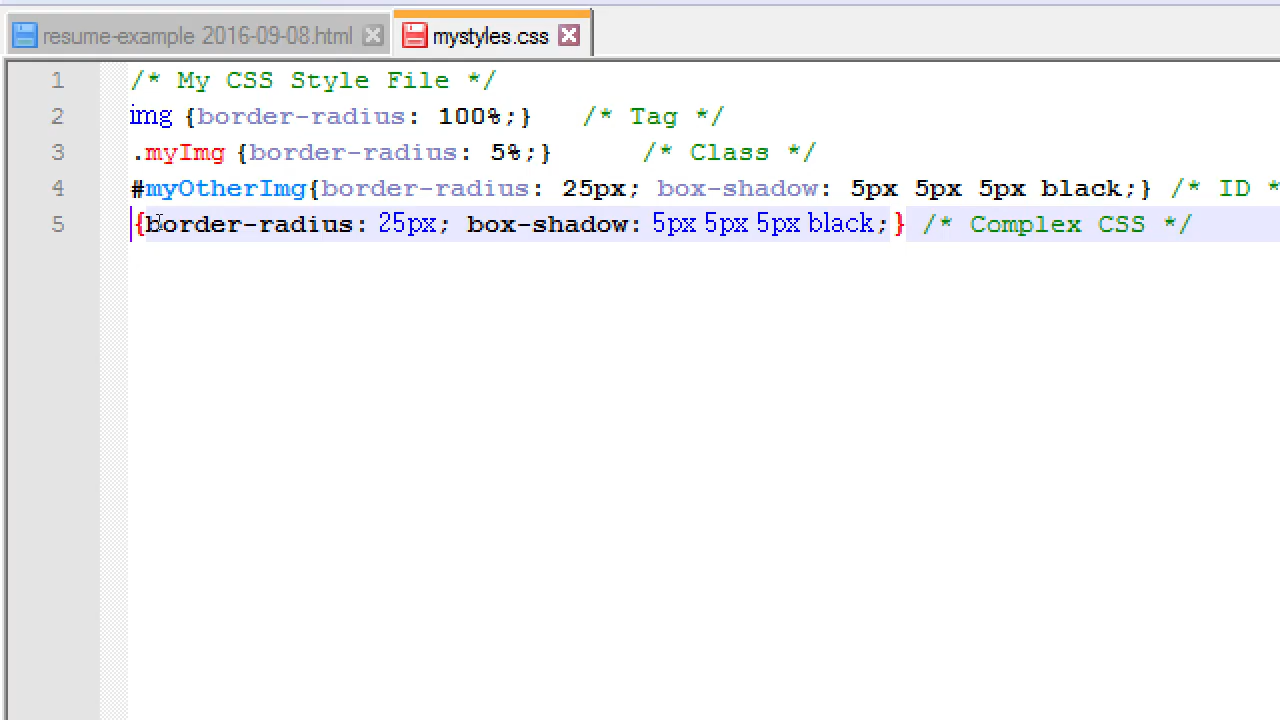 resume-example 2016-09-08.html mystyles.css
1 /* My CSS Style File */
2 img {border-radius: 100%;} /* Tag */
3 .myImg {border-radius: 5%;} /* Class */
4 #myOtherImg{border-radius: 25px; box-shadow: 5px 5px 5px black;} /* ID *
5 {border-radius: 25px; box-shadow: 5px 5px 5px black;} /* Complex CSS */